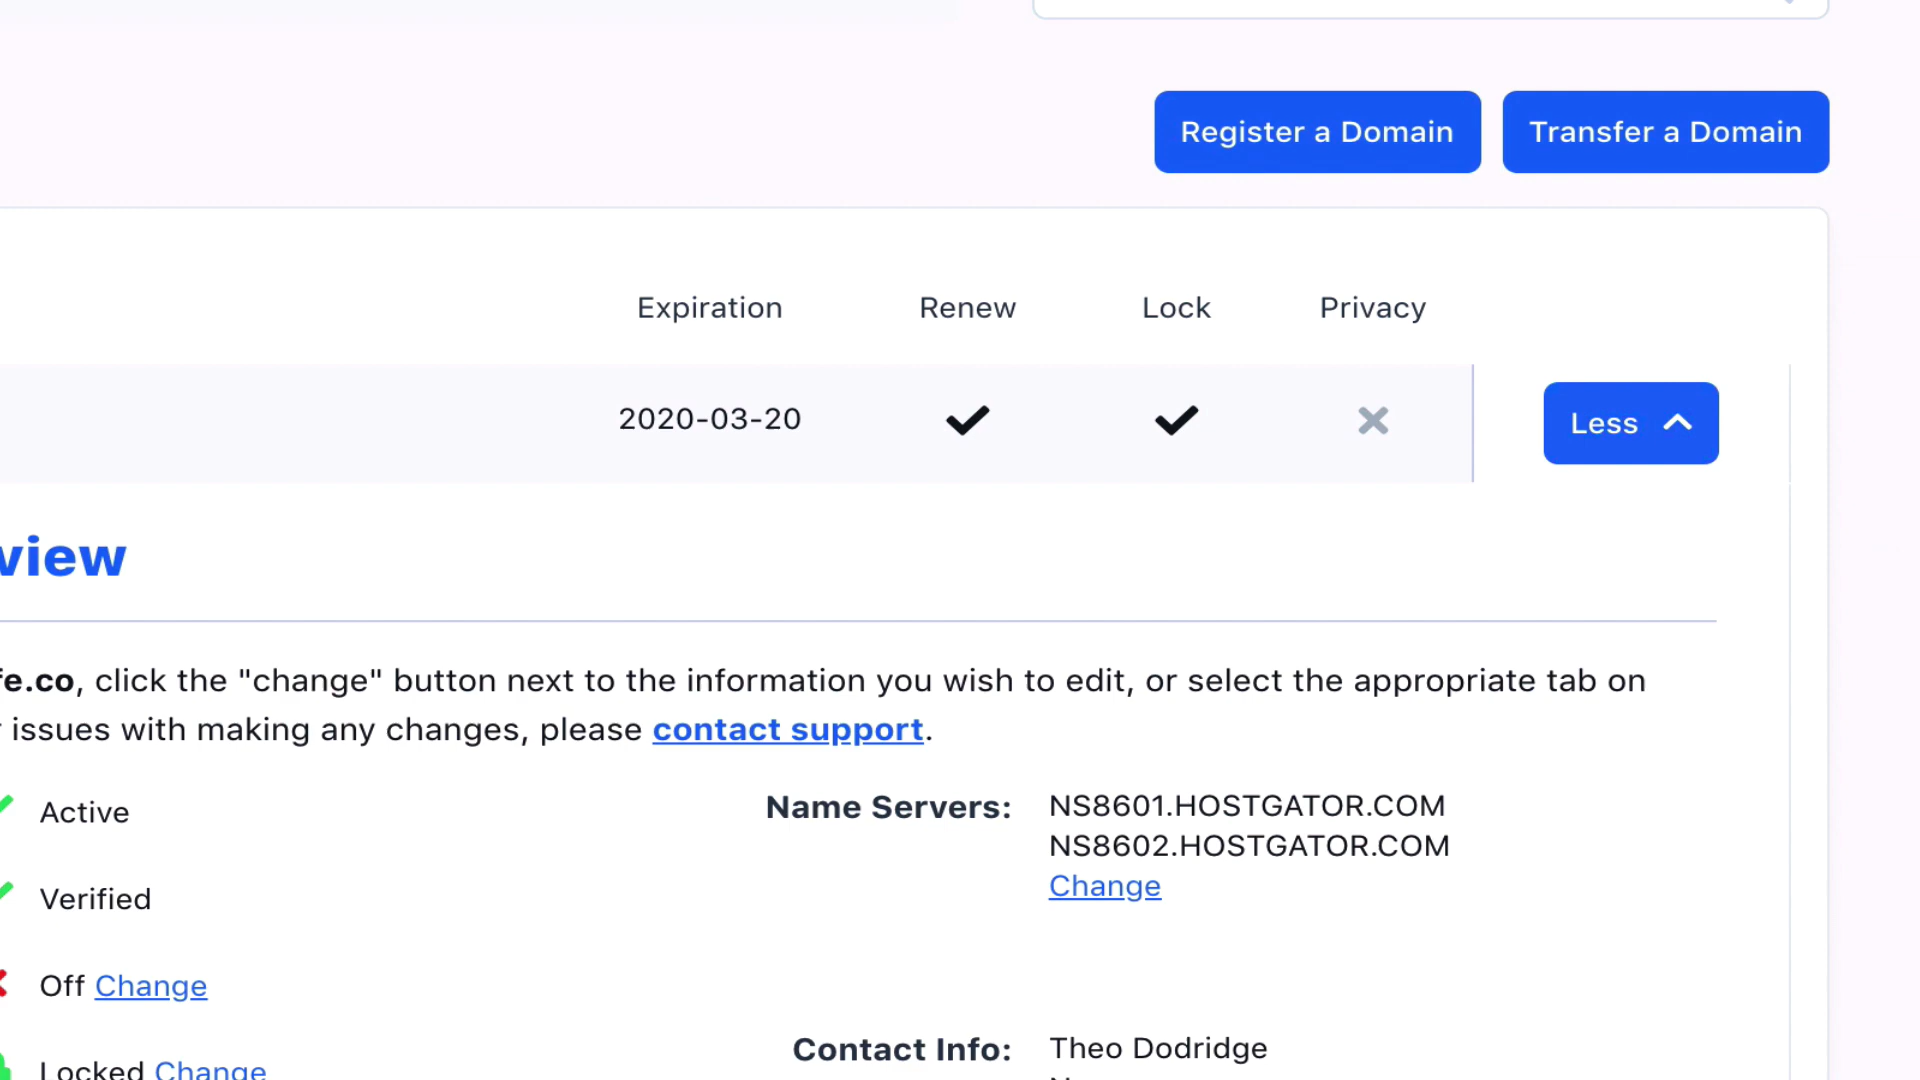 Register a Domain Transfer a Domain
Expiration Renew Lock Privacy
2020-03-20 Less
view
fe.co, click the "change" button next to the information you wish to edit, or select the appropriate tab on
issues with making any changes, please contact support.
Active
Verified
Off Change
Locked Change
Name Servers: NS8601.HOSTGATOR.COM
NS8602.HOSTGATOR.COM
Change
Contact Info: Theo Dodridge